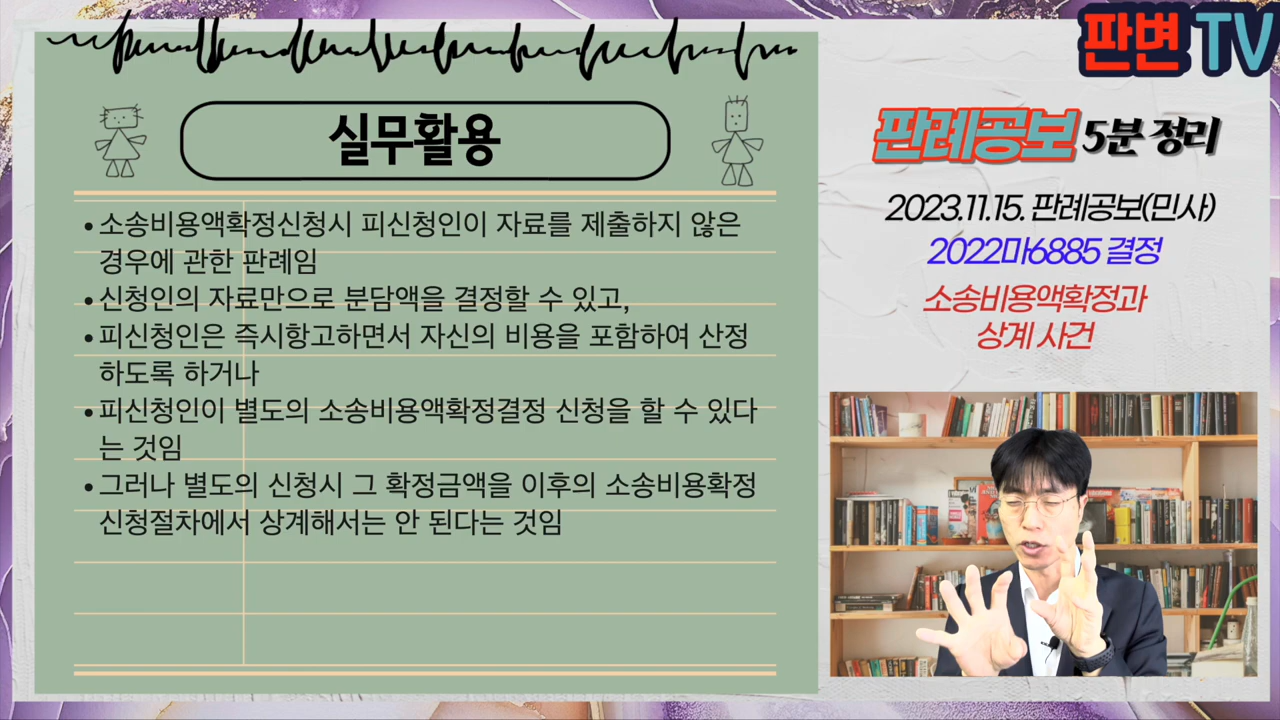 판변 TV
실무활용
• 소송비용액확정신청시 피신청인이 자료를 제출하지 않은
경우에 관한 판례임
• 신청인의 자료만으로 분담액을 결정할 수 있고,
• 피신청인은 즉시항고하면서 자신의 비용을 포함하여 산정
하도록 하거나
• 피신청인이 별도의 소송비용액확정결정 신청을 할 수 있다
는 것임
• 그러나 별도의 신청시 그 확정금액을 이후의 소송비용확정
신청절차에서 상계해서는 안 된다는 것임
판례공보 5분 정리
2023.11.15. 판례공보(민사)
2022마6885 결정
소송비용액확정과
상계 사건